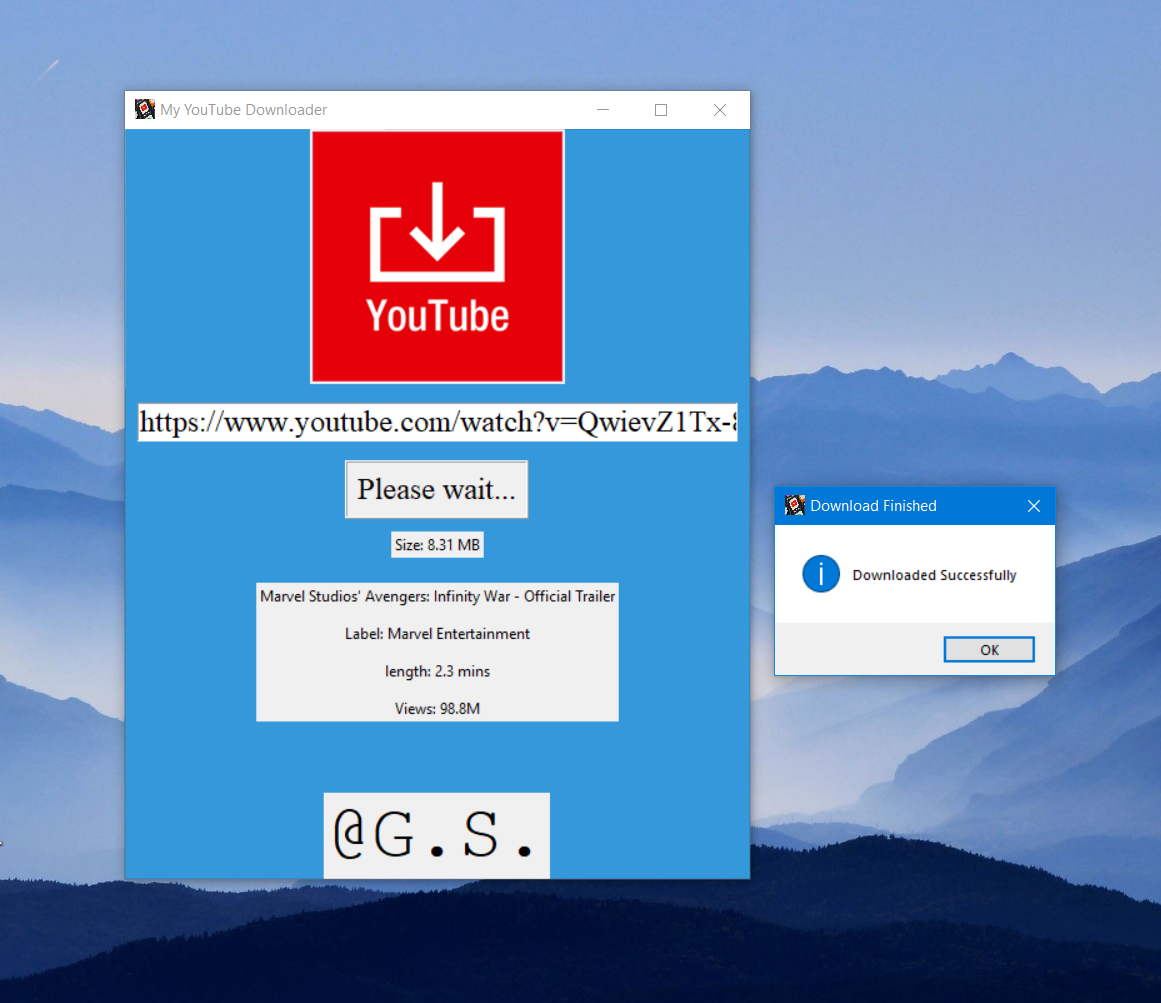 My YouTube Downloader
YouTube
https://www.youtube.com/watch?v=QwievZ1Tx-8
Please wait...
Size: 8.31 MB
Marvel Studios' Avengers: Infinity War - Official Trailer
Label: Marvel Entertainment
length: 2.3 mins
Views: 98.8M
@G.S.
Download Finished
Downloaded Successfully
OK